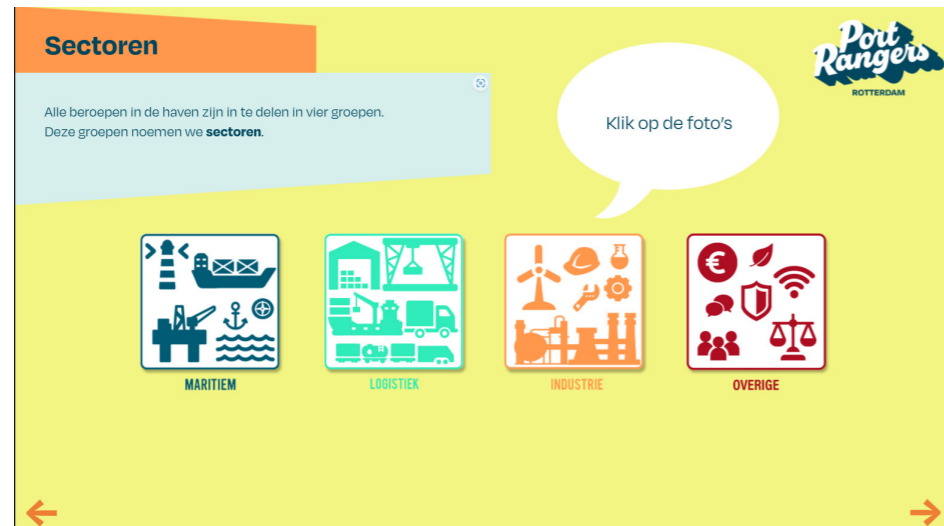 Sectoren
Port
Rangers
ROTTERDAM
Alle beroepen in de haven zijn in te delen in vier groepen.
Deze groepen noemen we sectoren.
Klik op de foto's
MARITIEM
LOGISTIEK
INDUSTRIE
OVERIGE